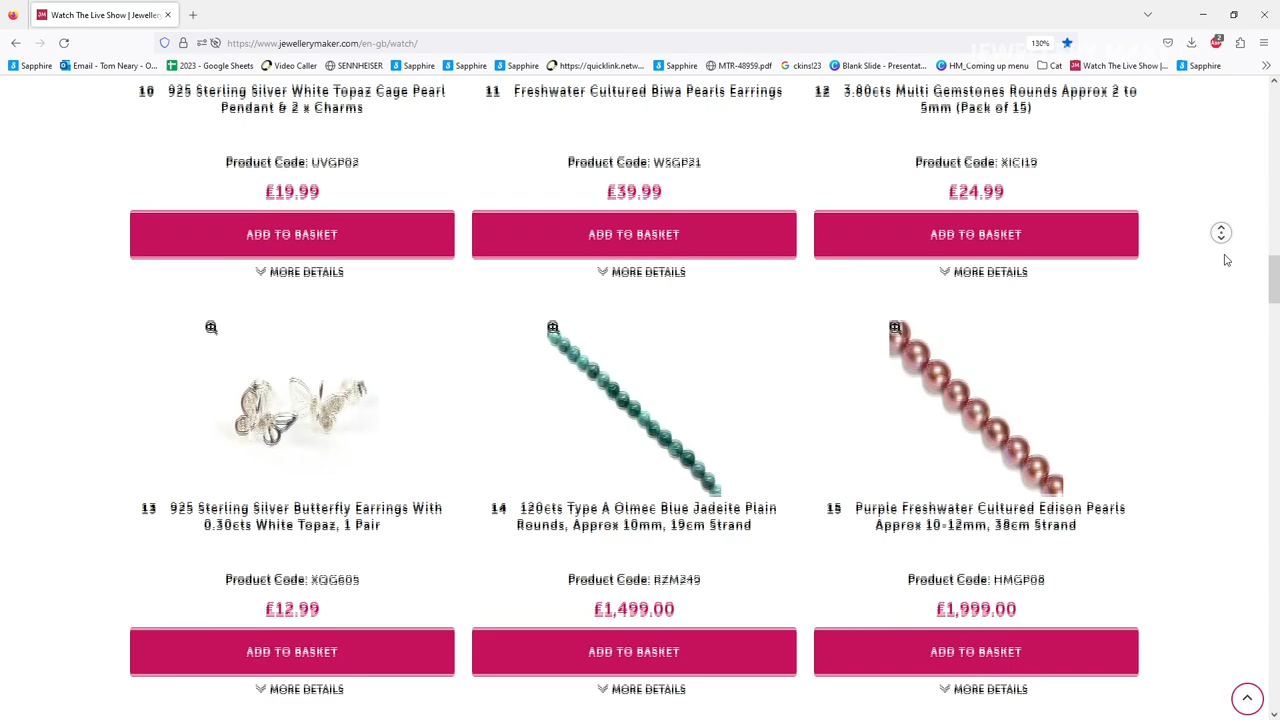 Watch The Live Show | Jeweller
https://www.jewellerymaker.com/en-gb/watch/
130%
2
Sapphire
Email - Tom Neary - O...
2023 - Google Sheets
Video Caller
SENNHEISER
Sapphire
Sapphire
Sapphire
https://quicklink.netw...
Sapphire
MTR-48959.pdf
ckins!23
Blank Slide - Presentat...
HM_Coming up menu
Cat
Watch The Live Show |...
Sapphire
10 925 Sterling Silver White Topaz Cage Pearl
Pendant & 2 x Charms
Product Code: UVGP02
£19.99
ADD TO BASKET
MORE DETAILS
11 Freshwater Cultured Biwa Pearls Earrings
Product Code: WSGP21
£39.99
ADD TO BASKET
MORE DETAILS
12 3.80cts Multi Gemstones Rounds Approx 2 to
5mm (Pack of 15)
Product Code: XICI19
£24.99
ADD TO BASKET
MORE DETAILS
13 925 Sterling Silver Butterfly Earrings With
0.30cts White Topaz, 1 Pair
Product Code: XGG605
£12.99
ADD TO BASKET
MORE DETAILS
14 120cts Type A Olmec Blue Jadeite Plain
Rounds, Approx 10mm, 19cm Strand
Product Code: RZM249
£1,499.00
ADD TO BASKET
MORE DETAILS
15 Purple Freshwater Cultured Edison Pearls
Approx 10-12mm, 38cm Strand
Product Code: HMGP08
£1,999.00
ADD TO BASKET
MORE DETAILS